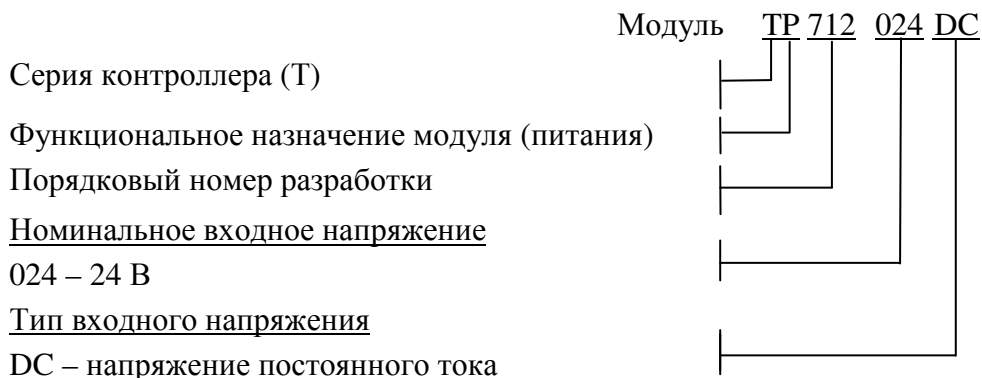 Модуль TP 712 024 DC
Серия контроллера (T)
Функциональное назначение модуля (питания)
Порядковый номер разработки
Номинальное входное напряжение
024 – 24 В
Тип входного напряжения
DC – напряжение постоянного тока